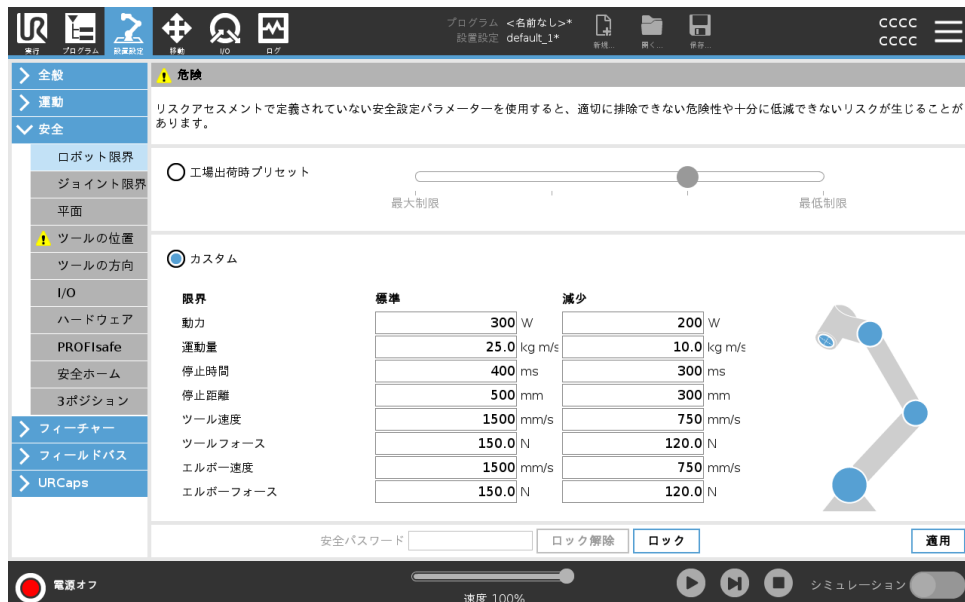 UR
実行
プログラム
設置設定
移動
I/O
ログ
プログラム <名前なし>*
設置設定 default_1*
新規...
開く...
保存...
CCCC
CCCC
全般
運動
安全
ロボット限界
ジョイント限界
平面
ツールの位置
ツールの方向
I/O
ハードウェア
PROFIsafe
安全ホーム
3ポジション
フィーチャー
フィールドバス
URCaps
危険
リスクアセスメントで定義されていない安全設定パラメーターを使用すると、適切に排除できない危険性や十分に低減できないリスクが生じることが
あります。
工場出荷時プリセット
最大制限 最低制限
カスタム
限界 標準 減少
動力 300 W 200 W
運動量 25.0 kg m/s 10.0 kg m/s
停止時間 400 ms 300 ms
停止距離 500 mm 300 mm
ツール速度 1500 mm/s 750 mm/s
ツールフォース 150.0 N 120.0 N
エルボー速度 1500 mm/s 750 mm/s
エルボーフォース 150.0 N 120.0 N
安全パスワード ロック解除 ロック 適用
電源オフ
速度 100%
シミュレーション